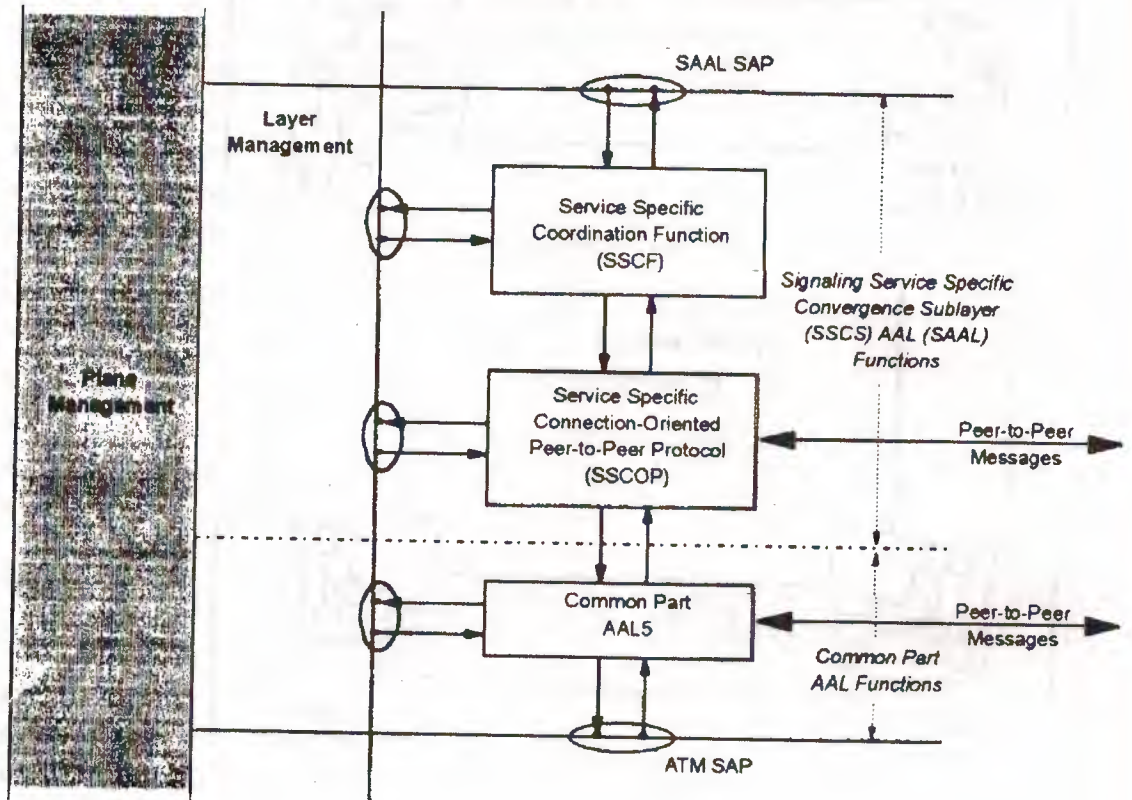 SAAL SAP
Layer
Management
Service Specific
Coordination Function
(SSCF)
Signaling Service Specific
Convergence Sublayer
(SSCS) AAL (SAAL)
Functions
Plane
Management
Service Specific
Connection-Oriented
Peer-to-Peer Protocol
(SSCOP)
Peer-to-Peer
Messages
Common Part
AAL5
Peer-to-Peer
Messages
Common Part
AAL Functions
ATM SAP